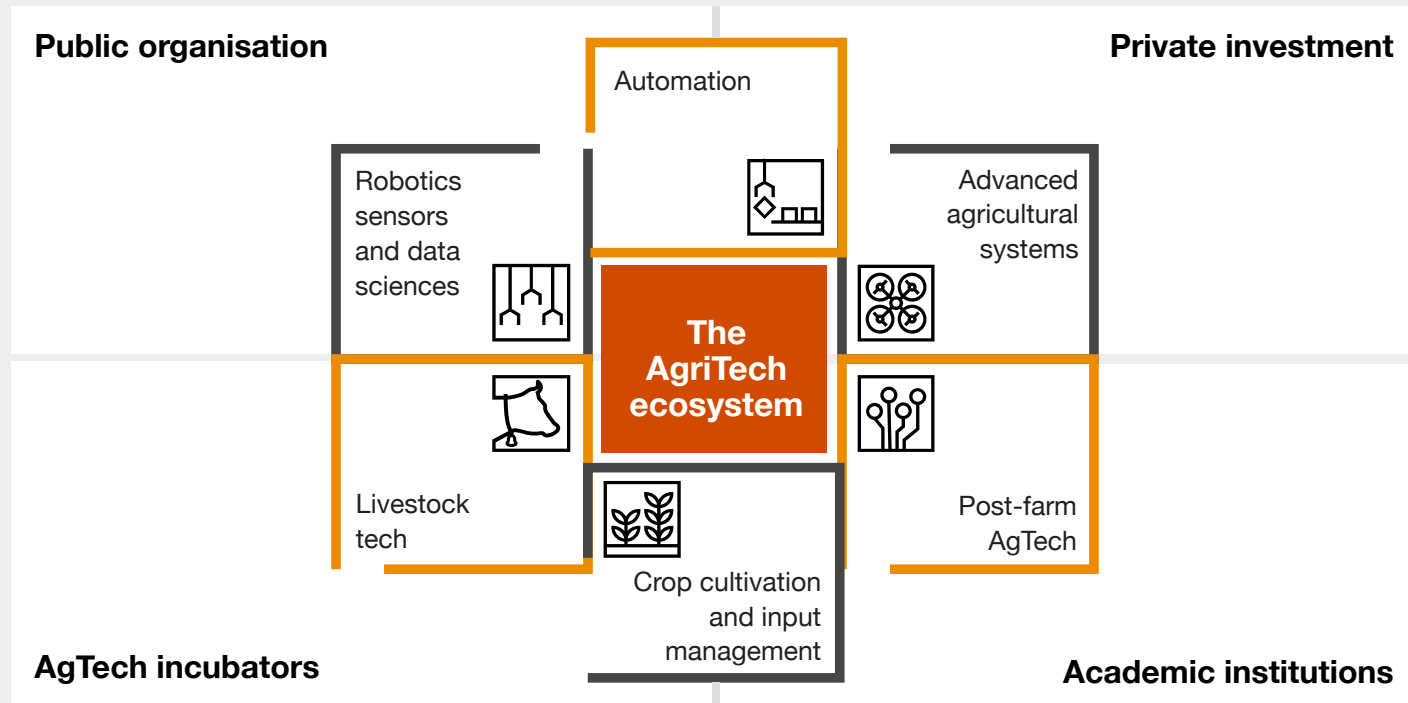 Public organisation
Private investment
Automation
Robotics
sensors
and data
sciences
Advanced
agricultural
systems
The
AgriTech
ecosystem
Livestock
tech
Post-farm
AgTech
Crop cultivation
and input
management
AgTech incubators
Academic institutions